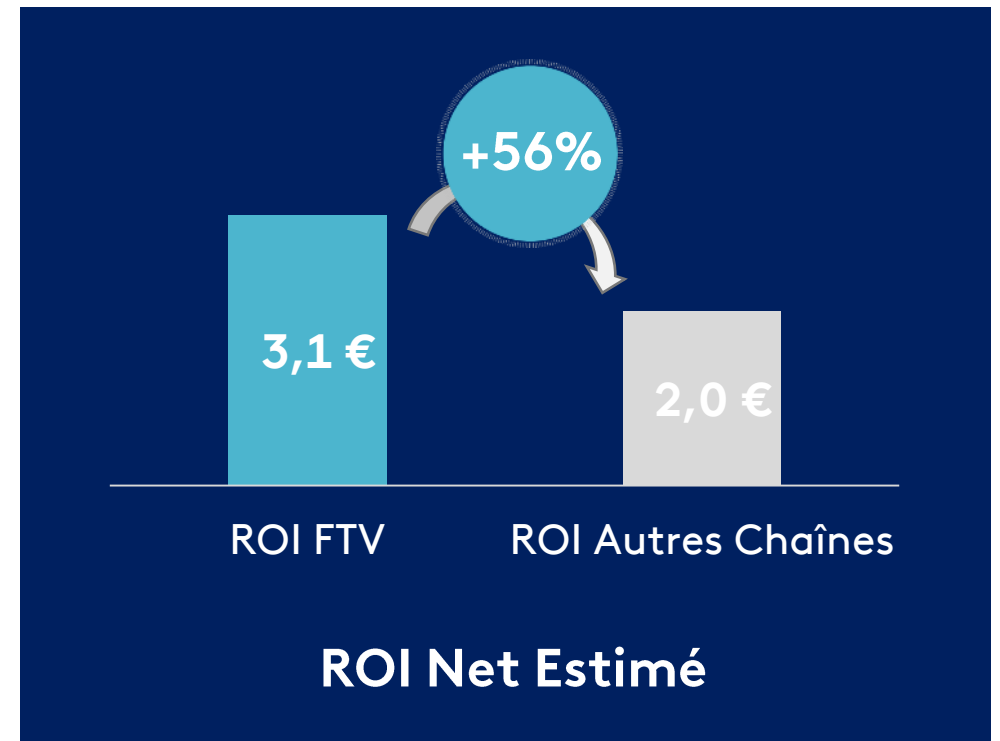 +56%
3,1 €
2,0 €
ROI FTV
ROI Autres Chaînes
ROI Net Estimé